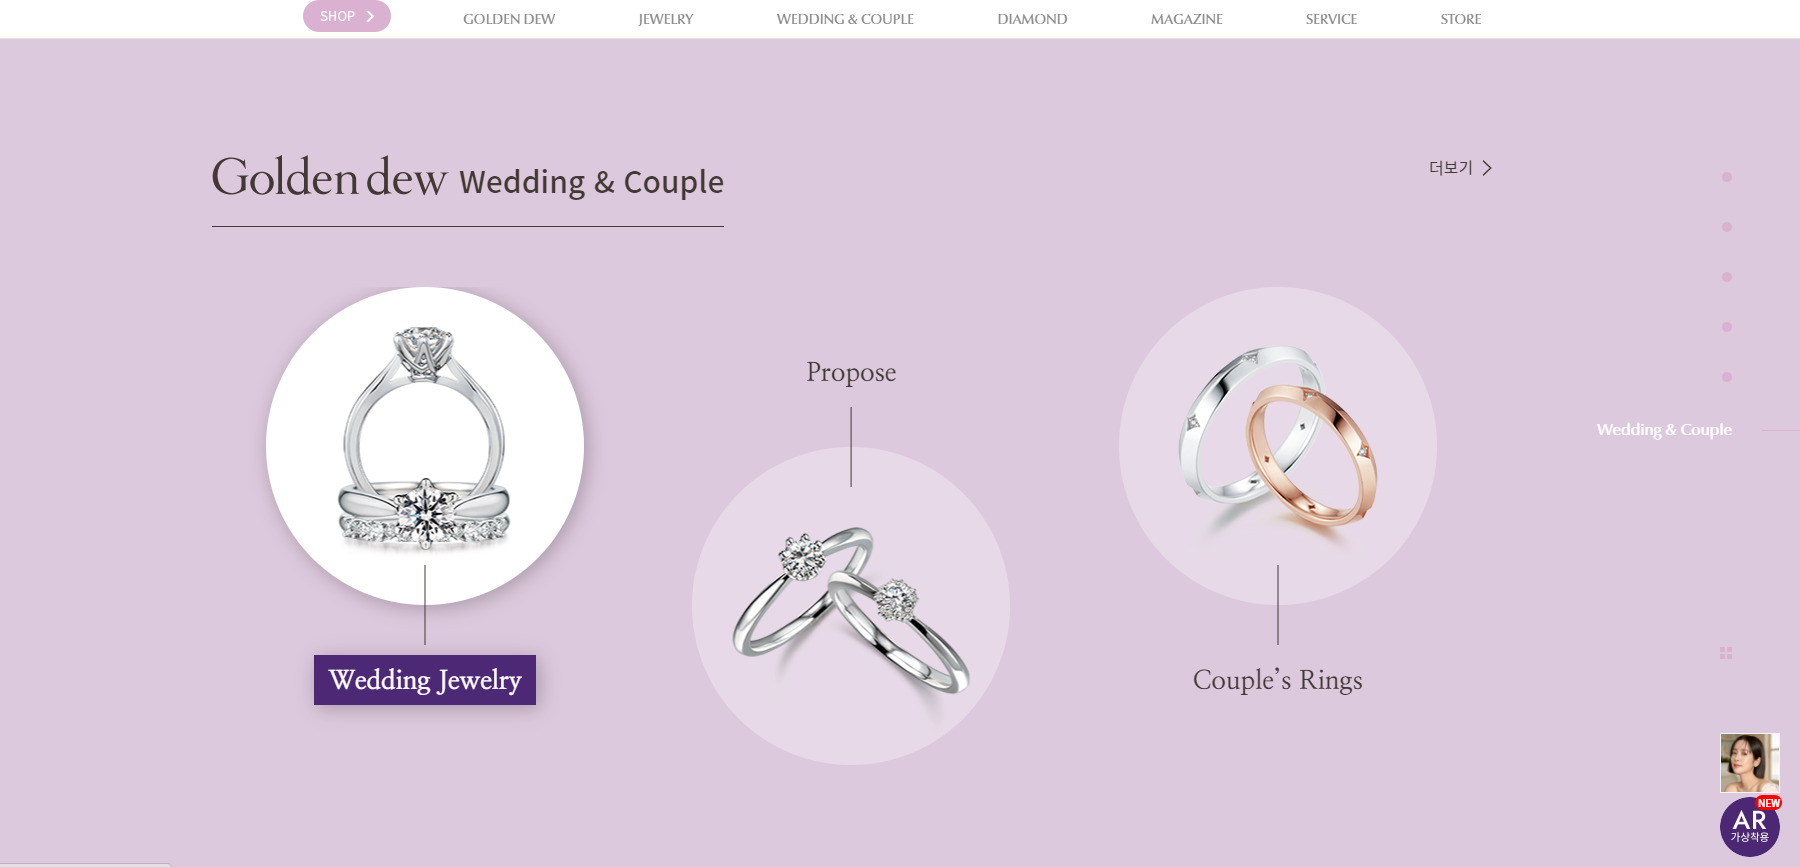 SHOP
GOLDEN DEW
JEWELRY
WEDDING & COUPLE
DIAMOND
MAGAZINE
SERVICE
STORE
Golden dew Wedding & Couple
더보기
Propose
Wedding & Couple
Wedding Jewelry
Couple’s Rings
NEW
AR
가상착용